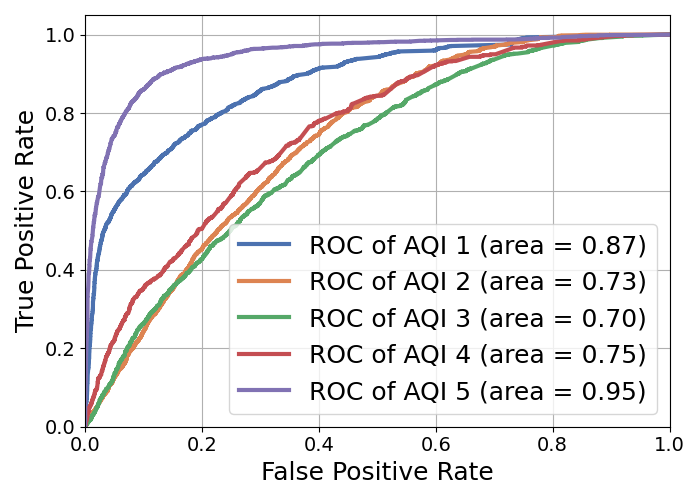 1.0
0.8
0.6
0.4
0.2
0.0
True Positive Rate
ROC of AQI 1 (area = 0.87)
ROC of AQI 2 (area = 0.73)
ROC of AQI 3 (area = 0.70)
ROC of AQI 4 (area = 0.75)
ROC of AQI 5 (area = 0.95)
0.0 0.2 0.4 0.6 0.8 1.0
False Positive Rate